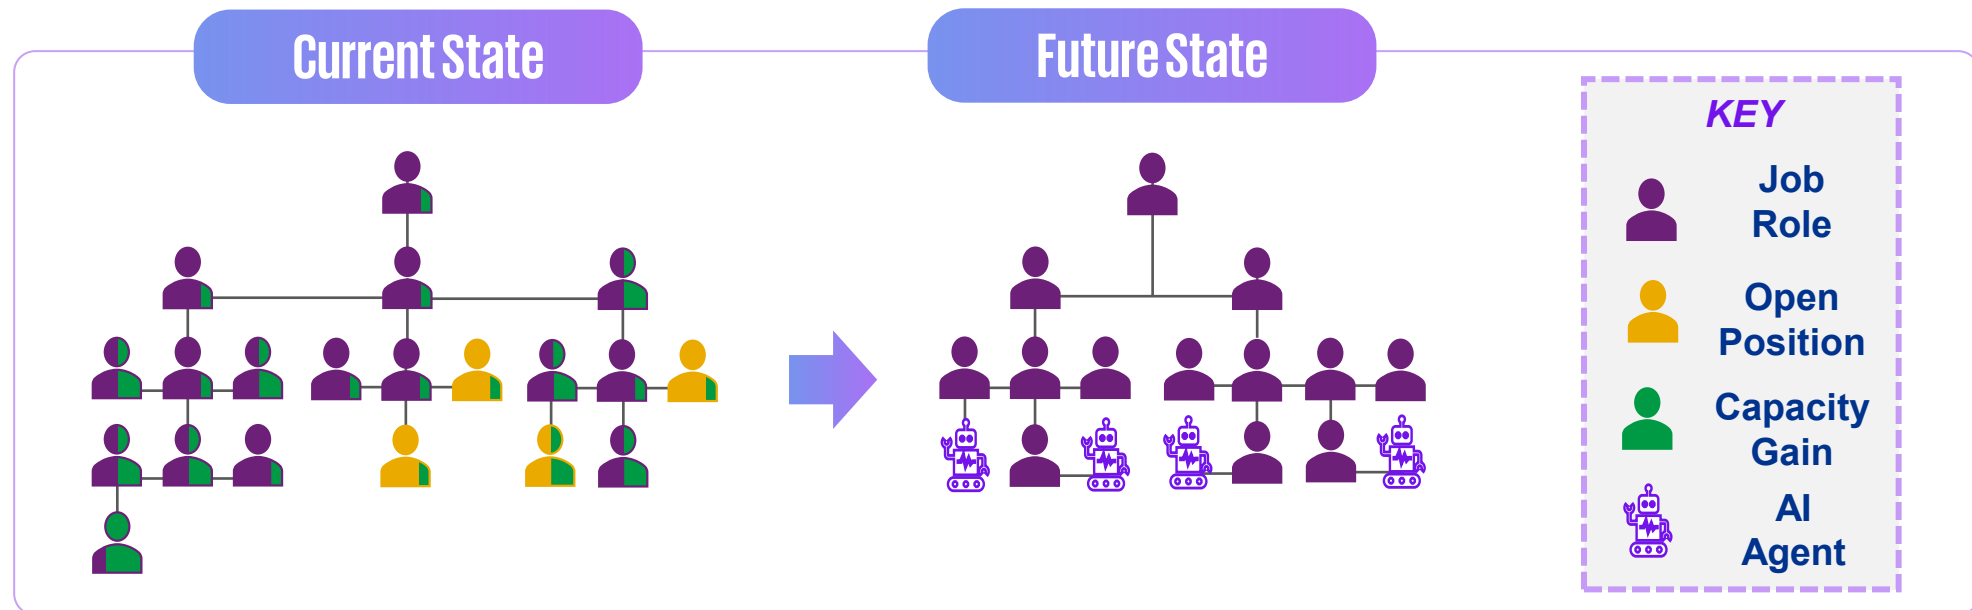 Current State
Future State
KEY
Job
Role
Open
Position
Capacity
Gain
AI
Agent